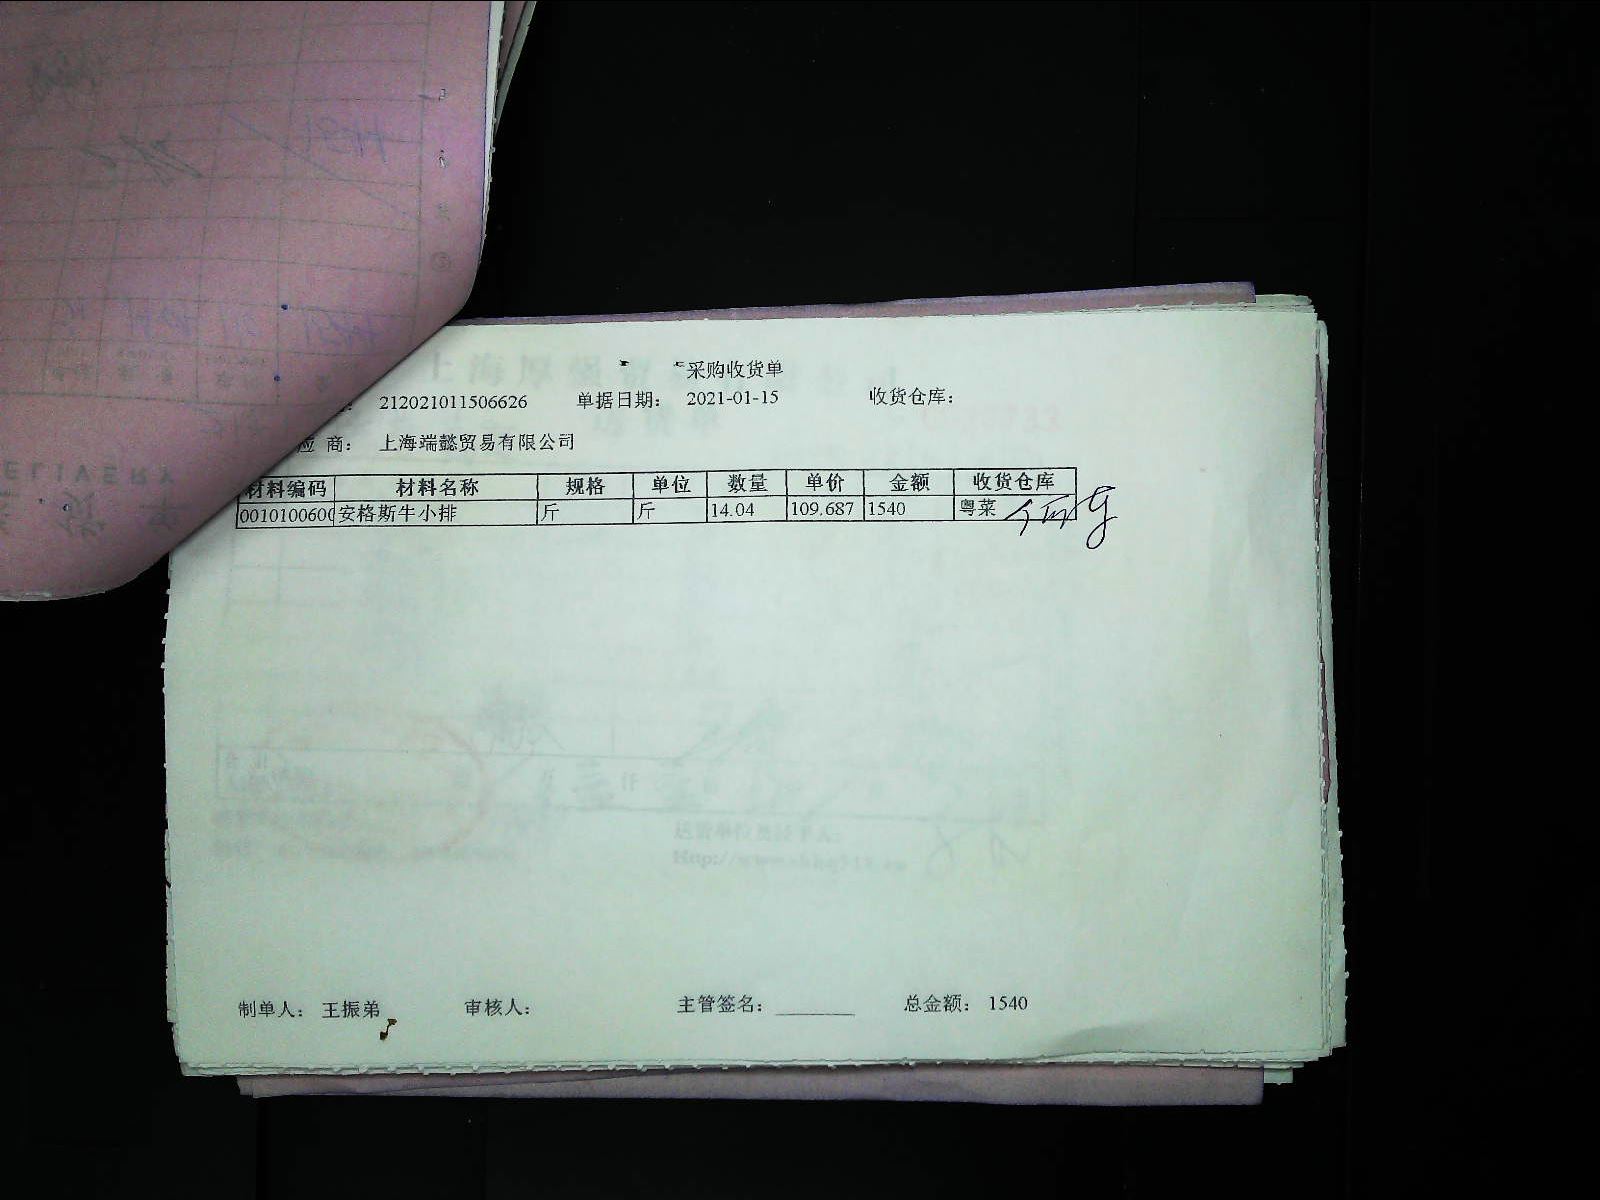 采购收货单
212021011506626 单据日期: 2021-01-15 收货仓库:
应 商: 上海端懿贸易有限公司
材料编码 材料名称 规格 单位 数量 单价 金额 收货仓库
0010100600 安格斯牛小排 斤 斤 14.04 109.687 1540 粤菜
制单人: 王振弟 审核人: 主管签名: 总金额: 1540